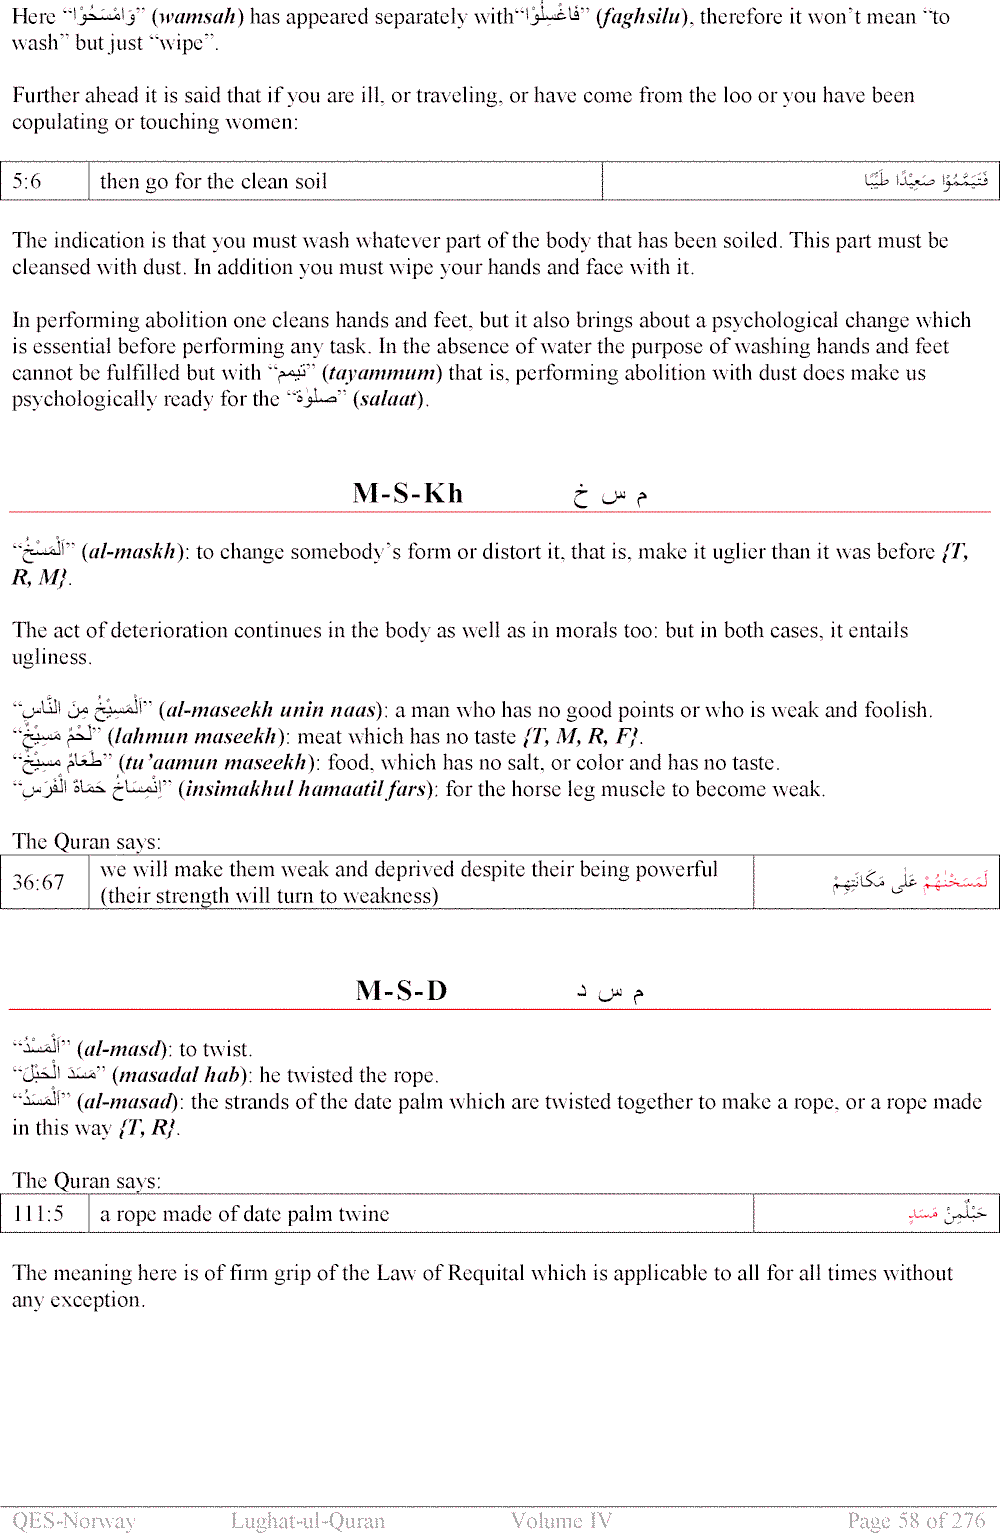 Here “وَامْسَحُوْا” (wamsah) has appeared separately with“فَاغْسِلُوْا” (faghsilu), therefore it won’t mean “to
wash” but just “wipe”.
Further ahead it is said that if you are ill, or traveling, or have come from the loo or you have been
copulating or touching women:
5:6 then go for the clean soil فَتَيَمَّمُوْا صَعِيْدًا طَيِّبًا
The indication is that you must wash whatever part of the body that has been soiled. This part must be
cleansed with dust. In addition you must wipe your hands and face with it.
In performing abolition one cleans hands and feet, but it also brings about a psychological change which
is essential before performing any task. In the absence of water the purpose of washing hands and feet
cannot be fulfilled but with “تیمم” (tayammum) that is, performing abolition with dust does make us
psychologically ready for the “صلوٰۃ” (salaat).
M-S-Kh م س خ
“اَلْمَسْخُ” (al-maskh): to change somebody’s form or distort it, that is, make it uglier than it was before {T,
R, M}.
The act of deterioration continues in the body as well as in morals too: but in both cases, it entails
ugliness.
“اَلْمَسِيْخُ مِنَ النَّاسِ” (al-maseekh unin naas): a man who has no good points or who is weak and foolish.
“لَحْمٌ مَسِيْخٌ” (lahmun maseekh): meat which has no taste {T, M, R, F}.
“طَعَامٌ مسِيْخٌ” (tu’aamun maseekh): food, which has no salt, or color and has no taste.
“اِنْمِسَاخُ حَمَاةَ الْفَرَسِ” (insimakhul hamaatil fars): for the horse leg muscle to become weak.
The Quran says:
36:67 we will make them weak and deprived despite their being powerful
(their strength will turn to weakness) لَمَسَخْنٰهُمْ عَلٰى مَكَانَتِهِمْ
M-S-D م س د
“اَلْمَسْدُ” (al-masd): to twist.
“مَسَدَ الْحَبْلَ” (masadal hab): he twisted the rope.
“اَلْمَسَدُ” (al-masad): the strands of the date palm which are twisted together to make a rope, or a rope made
in this way {T, R}.
The Quran says:
111:5 a rope made of date palm twine حَبْلٌمِنْ مَسَدٍ
The meaning here is of firm grip of the Law of Requital which is applicable to all for all times without
any exception.
QES-Norway Lughat-ul-Quran Volume IV Page 58 of 276